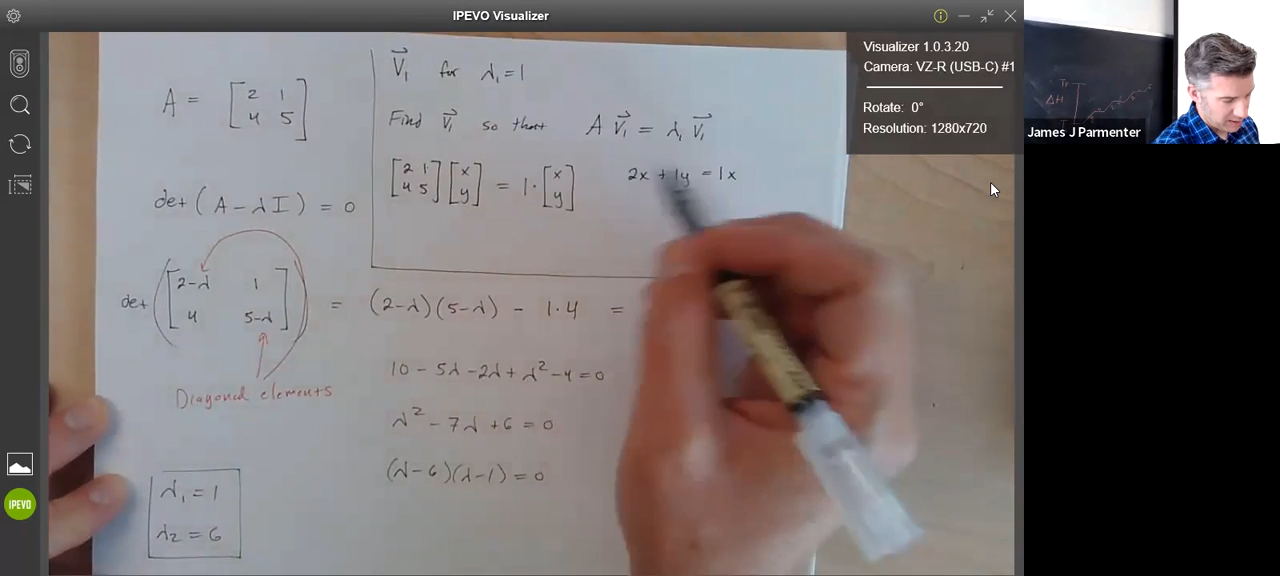 IPEVO Visualizer
Visualizer 1.0.3.20
Camera: VZ-R (USB-C) #1
Rotate: 0°
Resolution: 1280x720
James J Parmenter
ΔH
A = [2 1; 4 5]
det(A-λI) = 0
det([2-λ 1; 4 5-λ]) = (2-λ)(5-λ) - 1·4 =
Diagonal elements
10 - 5λ - 2λ + λ² - 4 = 0
λ² - 7λ + 6 = 0
(λ-6)(λ-1) = 0
λ₁ = 1
λ₂ = 6
V⃗₁ for λ₁ = 1
Find V⃗₁ so that A V⃗₁ = λ₁ V⃗₁
[2 1; 4 5][x; y] = 1·[x; y]
2x + 1y = 1x
IPEVO